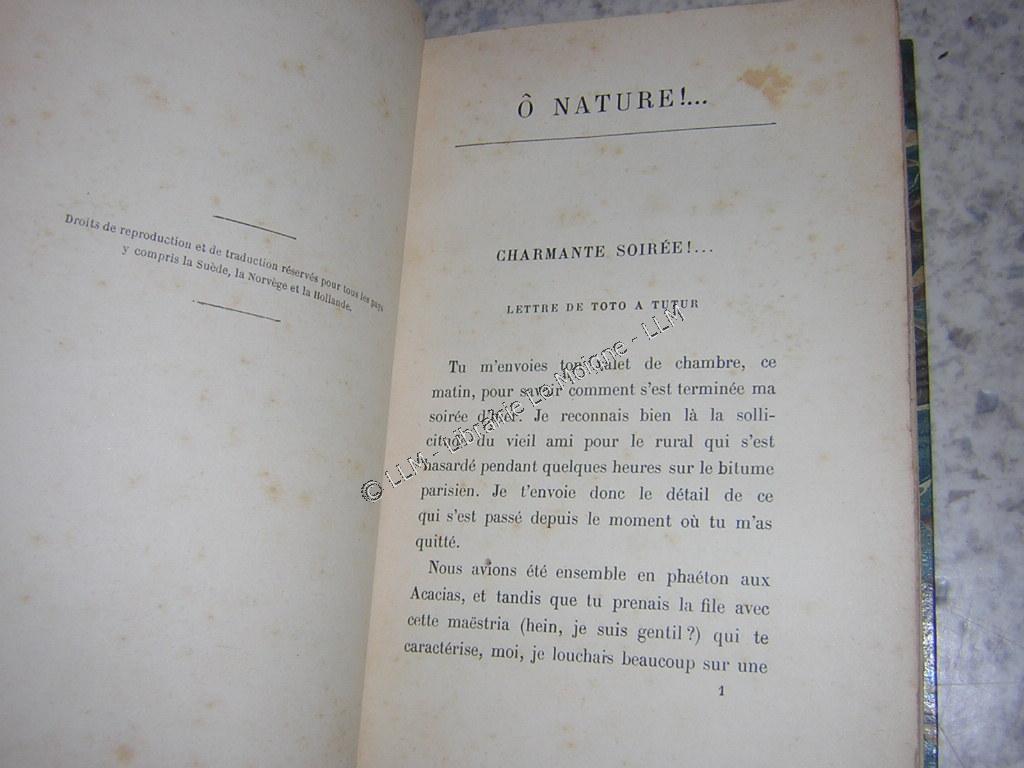 Droits de reproduction et de traduction réservés pour tous les pays
y compris la Suède, la Norvège et la Hollande.
Ô NATURE!...
CHARMANTE SOIRÉE!...
LETTRE DE TOTO A TUTUR
Tu m'envoies ton valet de chambre, ce
matin, pour savoir comment s'est terminée ma
soirée d'hier. Je reconnais bien là la solli-
citude du vieil ami pour le rural qui s'est
hasardé pendant quelques heures sur le bitume
parisien. Je t'envoie donc le détail de ce
qui s'est passé depuis le moment où tu m'as
quitté.
Nous avions été ensemble en phaéton aux
Acacias, et tandis que tu prenais la file avec
cette maëstria (hein, je suis gentil?) qui te
caractérise, moi, je louchais beaucoup sur une
1
© LLM - Librairie Le Moigne - LLM